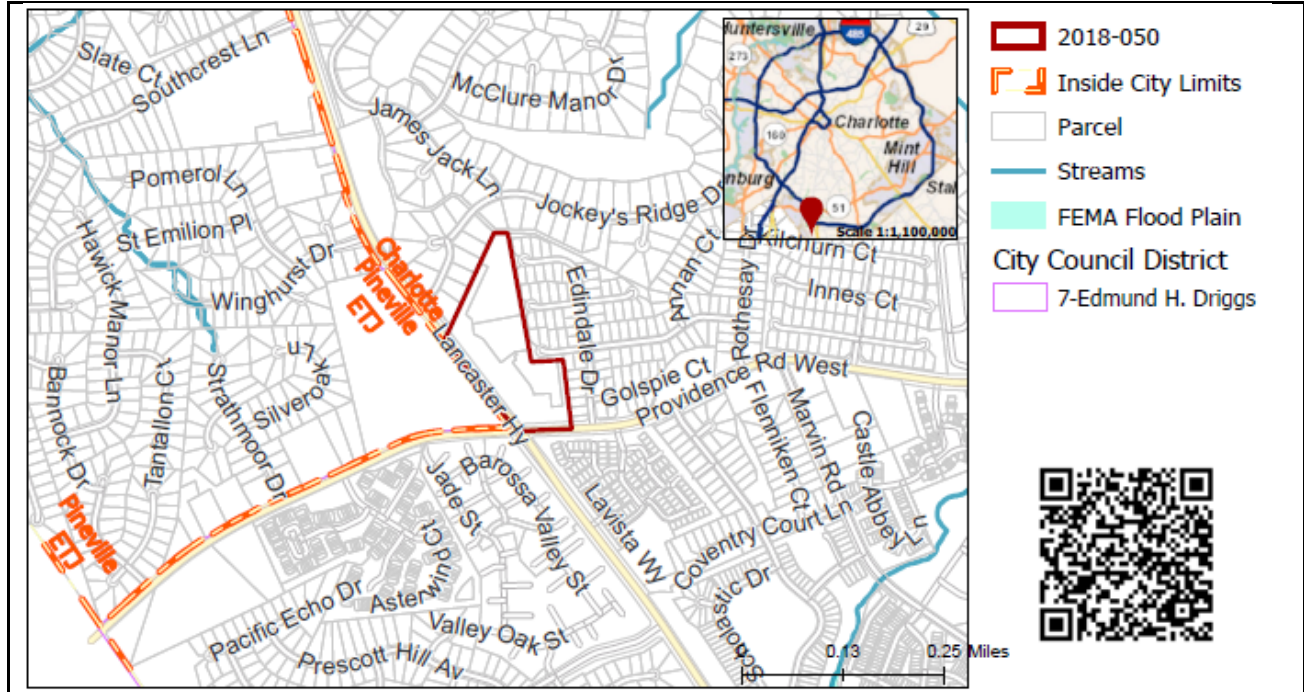 Slate Ct
Southcrest Ln
McClure Manor Dr
James Jack Ln
Jockey's Ridge Dr
Pomerol Ln
St Emilion Pl
Winghurst Dr
Hawick Manor Ln
Charlotte
Pineville
ETJ
Lancaster Hy
Edindale Dr
Annan Ct
Rothesay Dr
Kilchurn Ct
Innes Ct
Golspie Ct
Providence Rd West
Bannock Dr
Tantallon Ct
Strathmoor Dr
Silvero
ak Ln
Flenniken Ct
Marvin Rd
Castle Abbey Ln
Barossa Valley St
Jade St
Lavista Wy
Coventry Court Ln
Scholastic Dr
Pineville
ETJ
Asterwind Ct
Pacific Echo Dr
Valley Oak St
Prescott Hill Av
0.13
0.25 Miles
untersville
485
29
273
160
Charlotte
Mint
Hill
nburg
51
Stal
Scale 1:1,100,000
2018-050
Inside City Limits
Parcel
Streams
FEMA Flood Plain
City Council District
7-Edmund H. Driggs